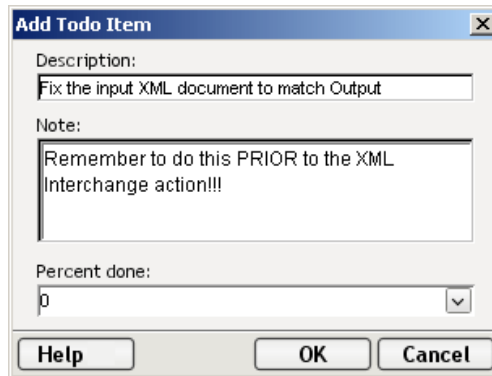 Add Todo Item
Description:
Fix the input XML document to match Output
Note:
Remember to do this PRIOR to the XML
Interchange action!!!
Percent done:
0
Help OK Cancel